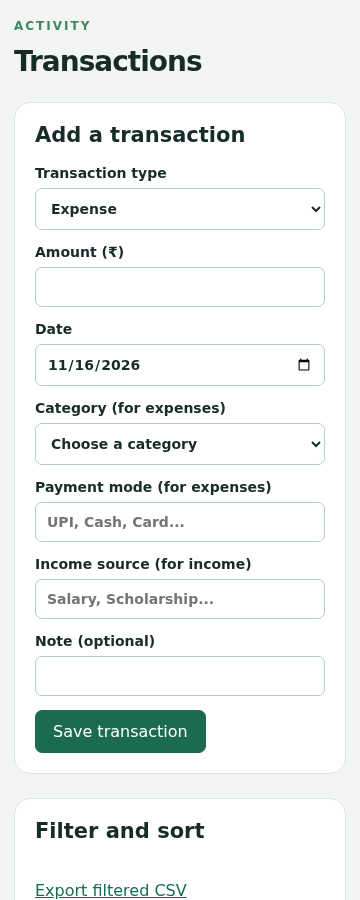 ACTIVITY
Transactions
Add a transaction
Transaction type
Expense
Amount (₹)
Date
11/16/2026
Category (for expenses)
Choose a category
Payment mode (for expenses)
UPI, Cash, Card...
Income source (for income)
Salary, Scholarship...
Note (optional)
Save transaction
Filter and sort
Export filtered CSV